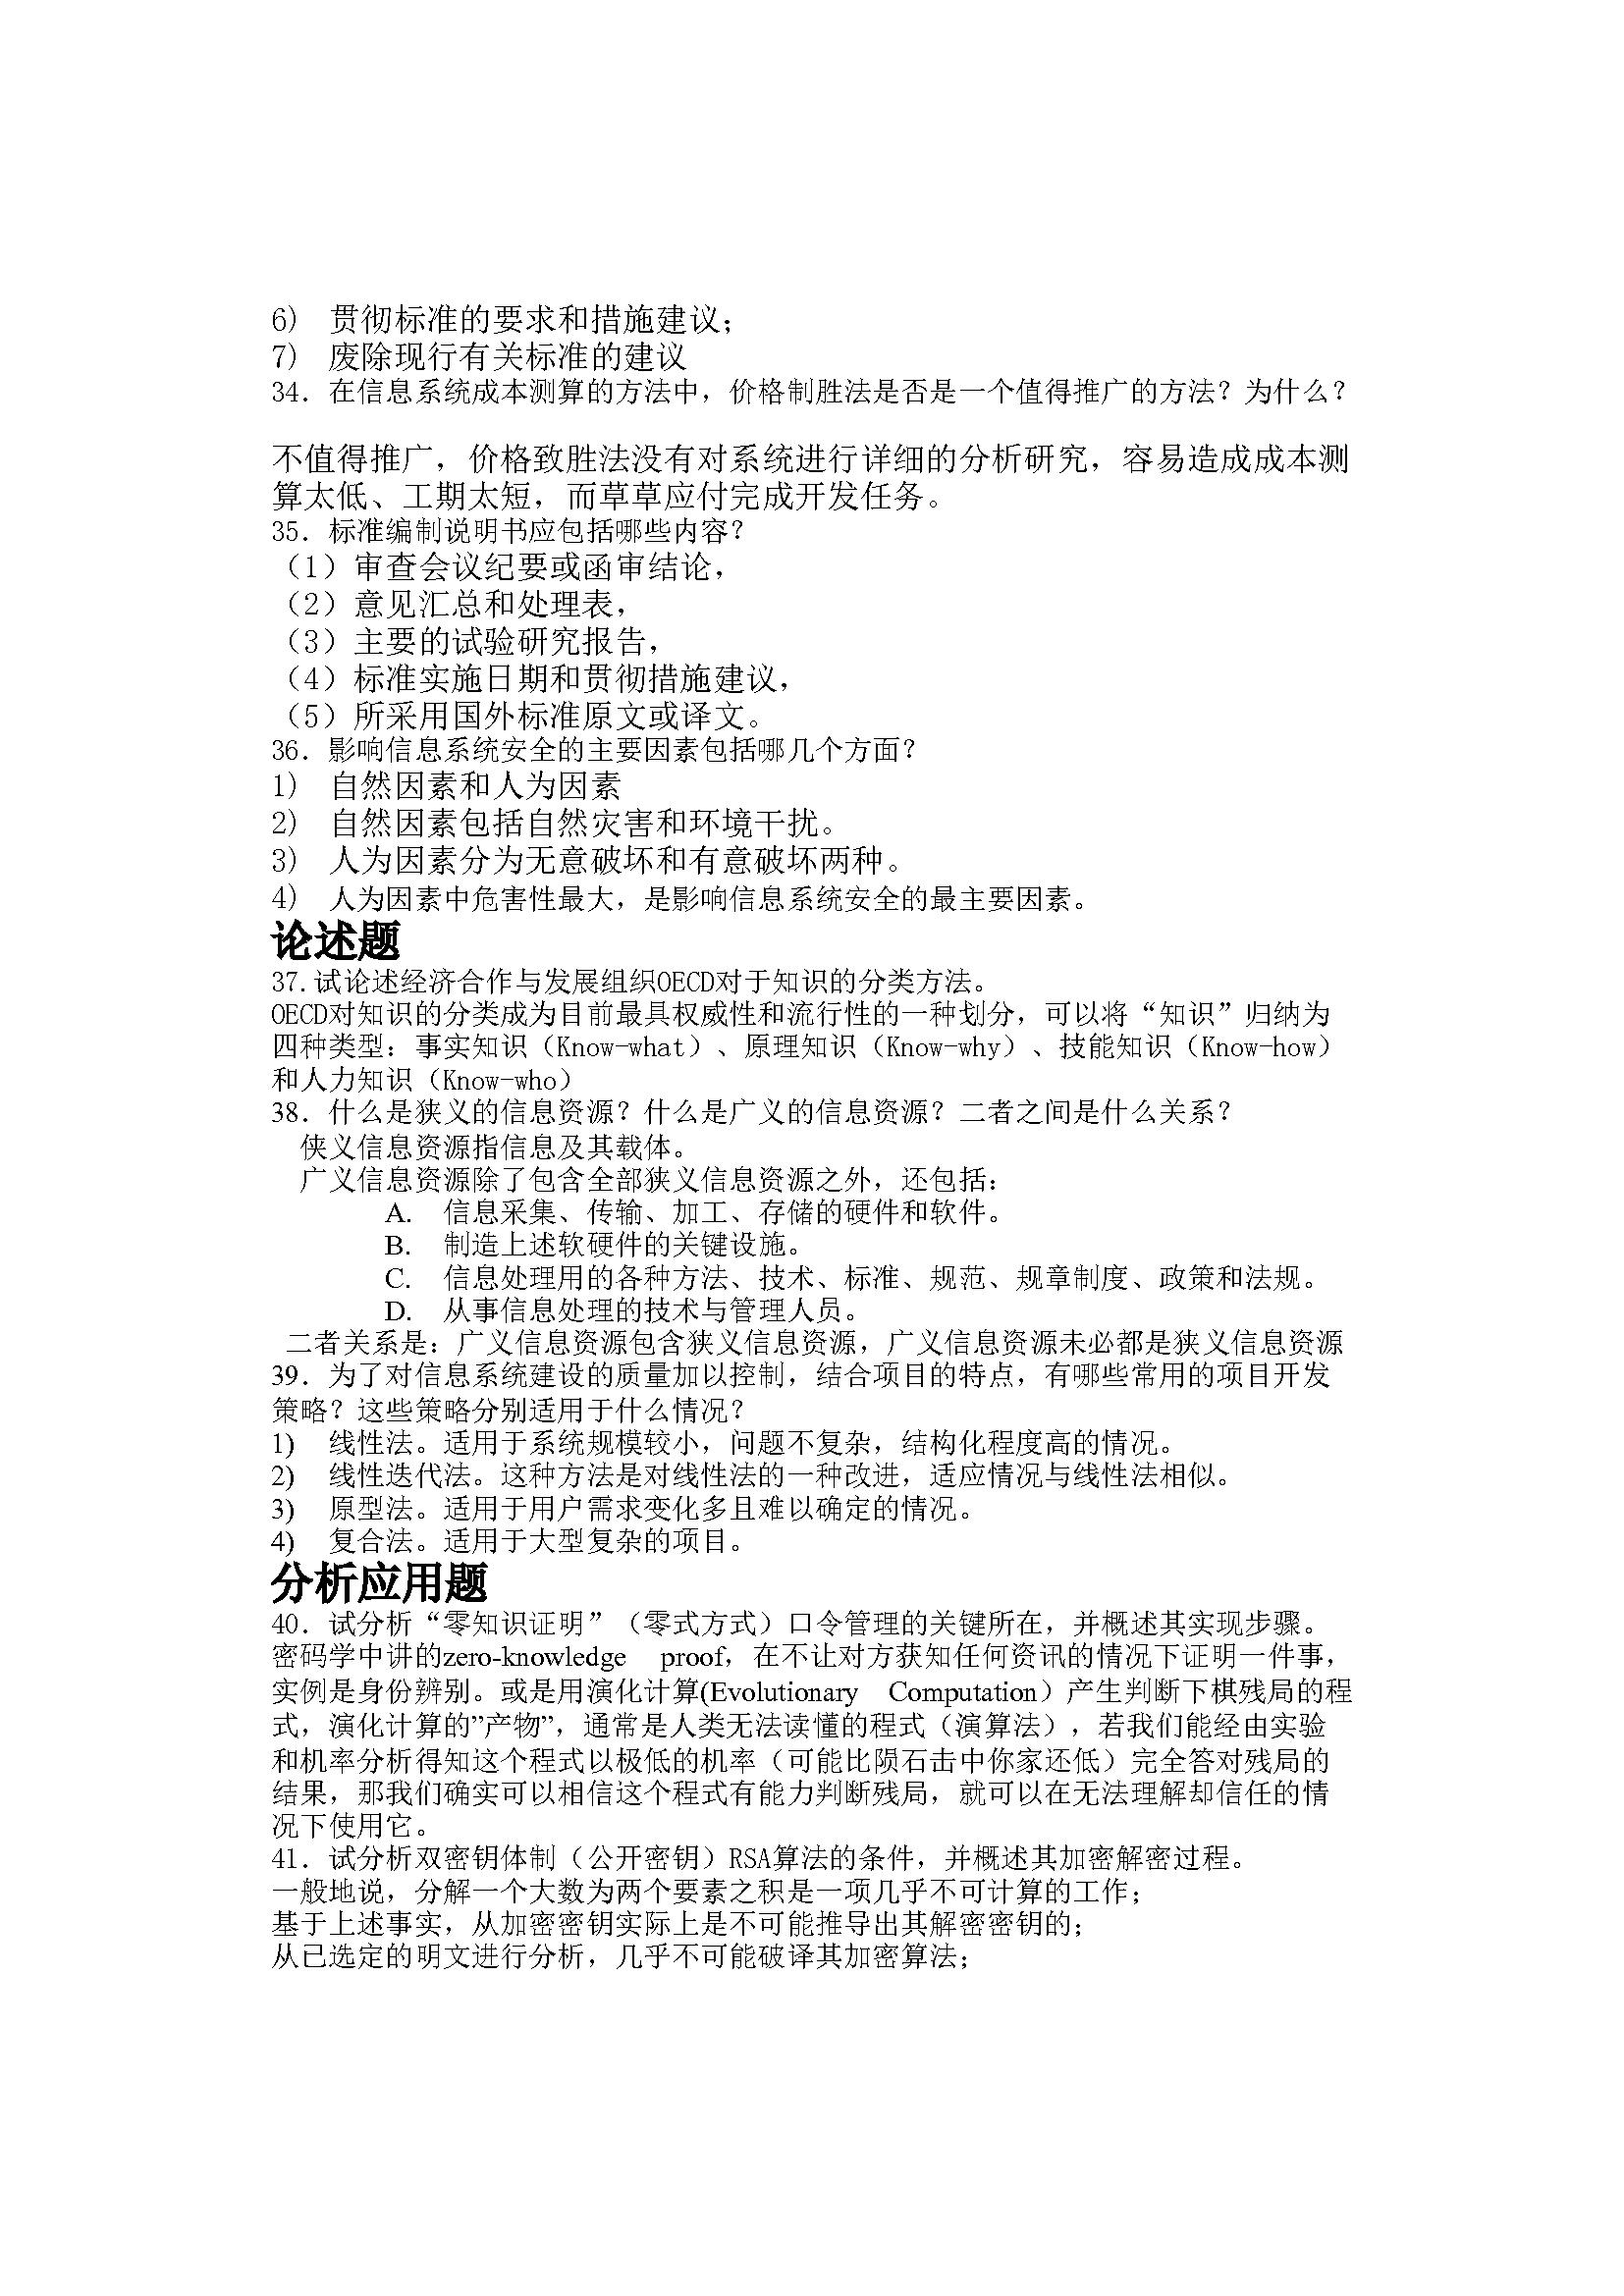 6) 贯彻标准的要求和措施建议；
7) 废除现行有关标准的建议
34．在信息系统成本测算的方法中，价格制胜法是否是一个值得推广的方法？为什么？
不值得推广，价格致胜法没有对系统进行详细的分析研究，容易造成成本测
算太低、工期太短，而草草应付完成开发任务。
35．标准编制说明书应包括哪些内容？
（1）审查会议纪要或函审结论，
（2）意见汇总和处理表，
（3）主要的试验研究报告，
（4）标准实施日期和贯彻措施建议，
（5）所采用国外标准原文或译文。
36．影响信息系统安全的主要因素包括哪几个方面？
1) 自然因素和人为因素
2) 自然因素包括自然灾害和环境干扰。
3) 人为因素分为无意破坏和有意破坏两种。
4) 人为因素中危害性最大，是影响信息系统安全的最主要因素。
论述题
37.试论述经济合作与发展组织OECD对于知识的分类方法。
OECD对知识的分类成为目前最具权威性和流行性的一种划分，可以将“知识”归纳为
四种类型：事实知识（Know-what）、原理知识（Know-why）、技能知识（Know-how）
和人力知识（Know-who）
38．什么是狭义的信息资源？什么是广义的信息资源？二者之间是什么关系？
侠义信息资源指信息及其载体。
广义信息资源除了包含全部狭义信息资源之外，还包括：
A. 信息采集、传输、加工、存储的硬件和软件。
B. 制造上述软硬件的关键设施。
C. 信息处理用的各种方法、技术、标准、规范、规章制度、政策和法规。
D. 从事信息处理的技术与管理人员。
二者关系是：广义信息资源包含狭义信息资源，广义信息资源未必都是狭义信息资源
39．为了对信息系统建设的质量加以控制，结合项目的特点，有哪些常用的项目开发
策略？这些策略分别适用于什么情况？
1) 线性法。适用于系统规模较小，问题不复杂，结构化程度高的情况。
2) 线性迭代法。这种方法是对线性法的一种改进，适应情况与线性法相似。
3) 原型法。适用于用户需求变化多且难以确定的情况。
4) 复合法。适用于大型复杂的项目。
分析应用题
40．试分析“零知识证明”（零式方式）口令管理的关键所在，并概述其实现步骤。
密码学中讲的zero-knowledge proof，在不让对方获知任何资讯的情况下证明一件事，
实例是身份辨别。或是用演化计算(Evolutionary Computation）产生判断下棋残局的程
式，演化计算的”产物”，通常是人类无法读懂的程式（演算法），若我们能经由实验
和机率分析得知这个程式以极低的机率（可能比陨石击中你家还低）完全答对残局的
结果，那我们确实可以相信这个程式有能力判断残局，就可以在无法理解却信任的情
况下使用它。
41．试分析双密钥体制（公开密钥）RSA算法的条件，并概述其加密解密过程。
一般地说，分解一个大数为两个要素之积是一项几乎不可计算的工作；
基于上述事实，从加密密钥实际上是不可能推导出其解密密钥的；
从已选定的明文进行分析，几乎不可能破译其加密算法；